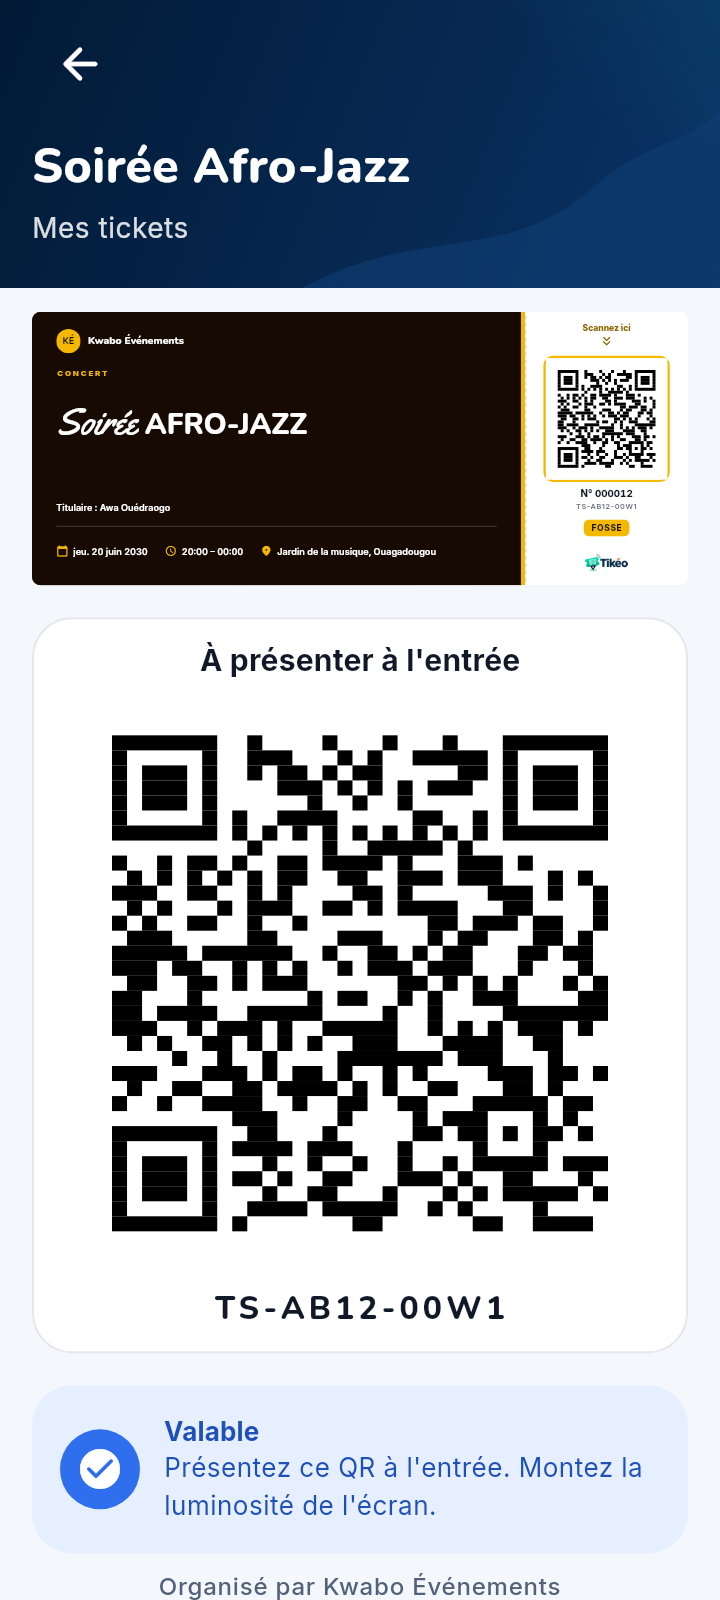 Soirée Afro-Jazz
Mes tickets
KÉ
Kwabo Événements
CONCERT
Soirée AFRO-JAZZ
Titulaire : Awa Ouédraogo
jeu. 20 juin 2030
20:00 – 00:00
Jardin de la musique, Ouagadougou
Scannez ici
N° 000012
TS-AB12-00W1
FOSSE
Tikéo
À présenter à l'entrée
TS-AB12-00W1
Valable
Présentez ce QR à l'entrée. Montez la
luminosité de l'écran.
Organisé par Kwabo Événements